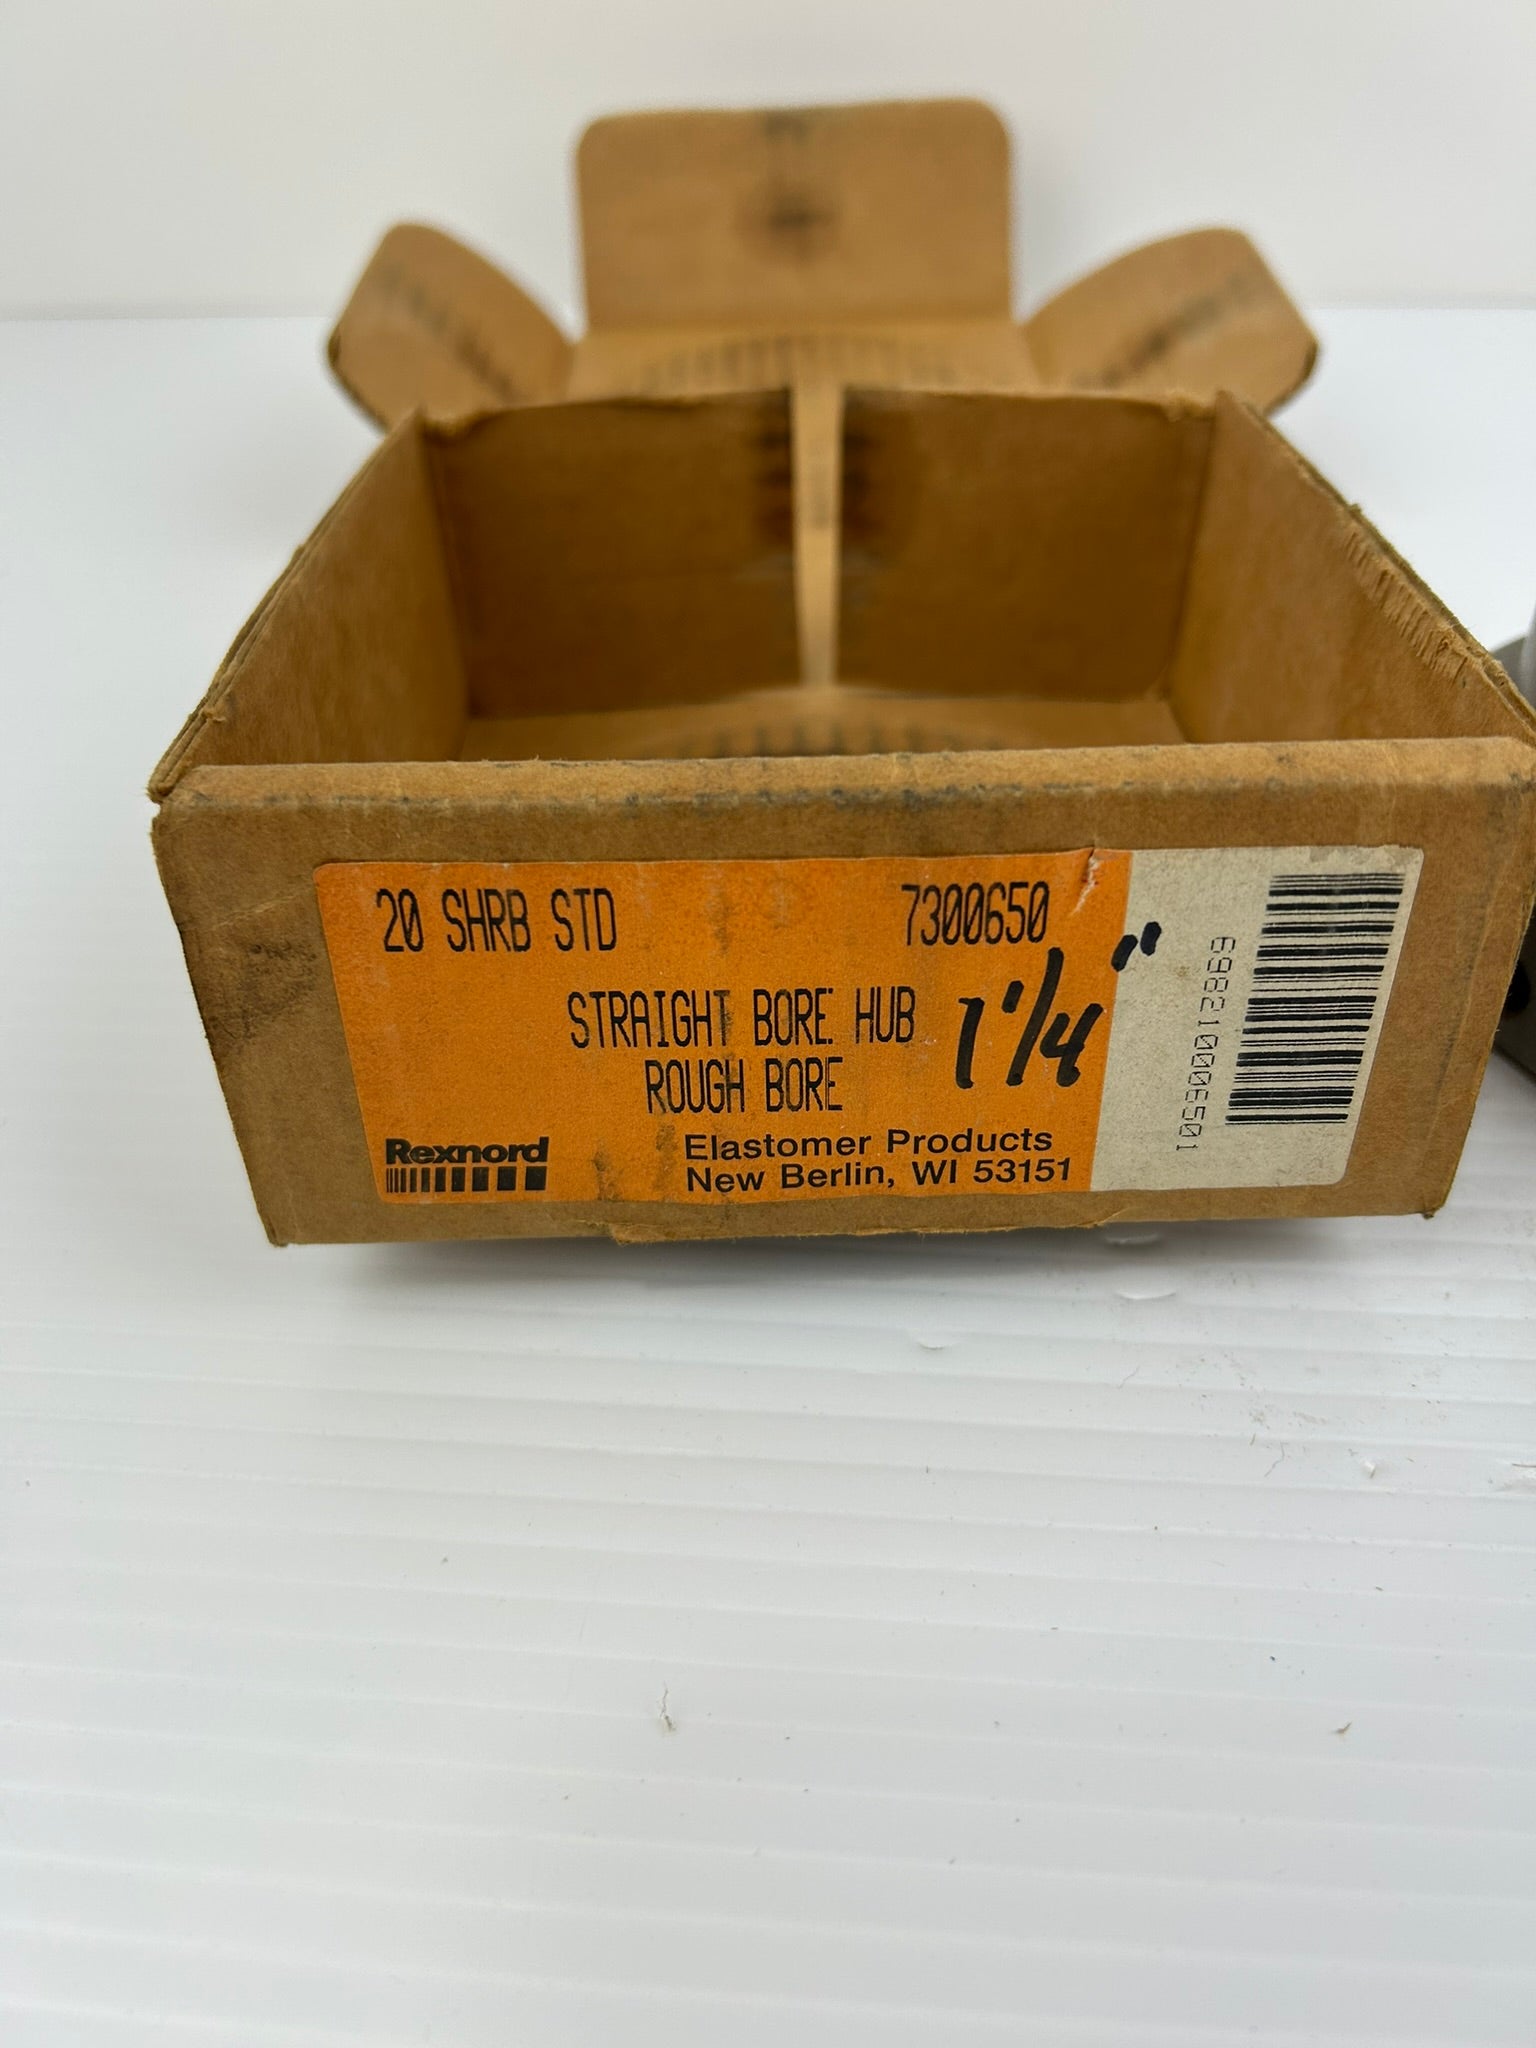 20 SHRB STD 7300650
STRAIGHT BORE HUB 1 1/4"
ROUGH BORE
Rexnord
Elastomer Products
New Berlin, WI 53151
698210006501